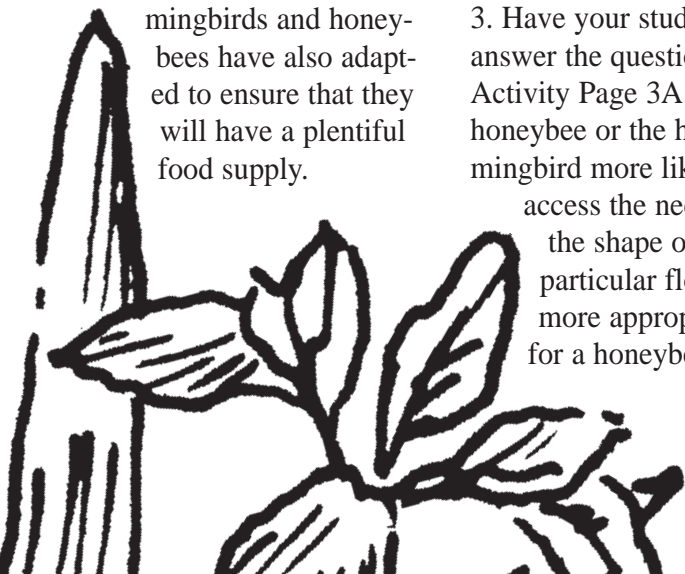 mingbirds and honey-
bees have also adapt-
ed to ensure that they
will have a plentiful
food supply.
3. Have your
answer the
Activity Page 3A
honeybee or the
mingbird more
access the
the shape
particular
more
for a